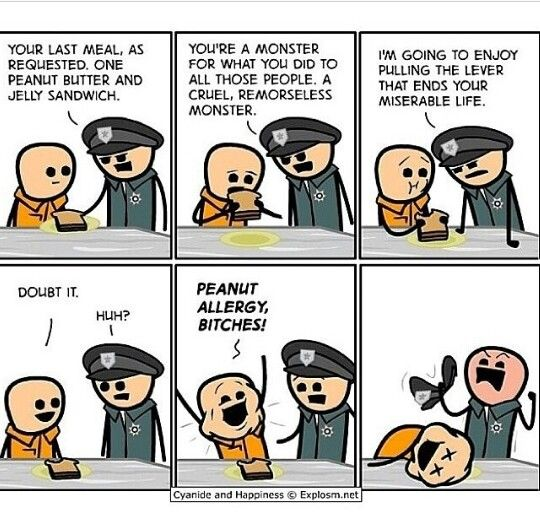 YOUR LAST MEAL, AS
REQUESTED. ONE
PEANUT BUTTER AND
JELLY SANDWICH.
YOU'RE A MONSTER
FOR WHAT YOU DID TO
ALL THOSE PEOPLE. A
CRUEL, REMORSELESS
MONSTER.
I'M GOING TO ENJOY
PULLING THE LEVER
THAT ENDS YOUR
MISERABLE LIFE.
DOUBT IT.
HUH?
PEANUT
ALLERGY,
BITCHES!
Cyanide and Happiness © Explosm.net